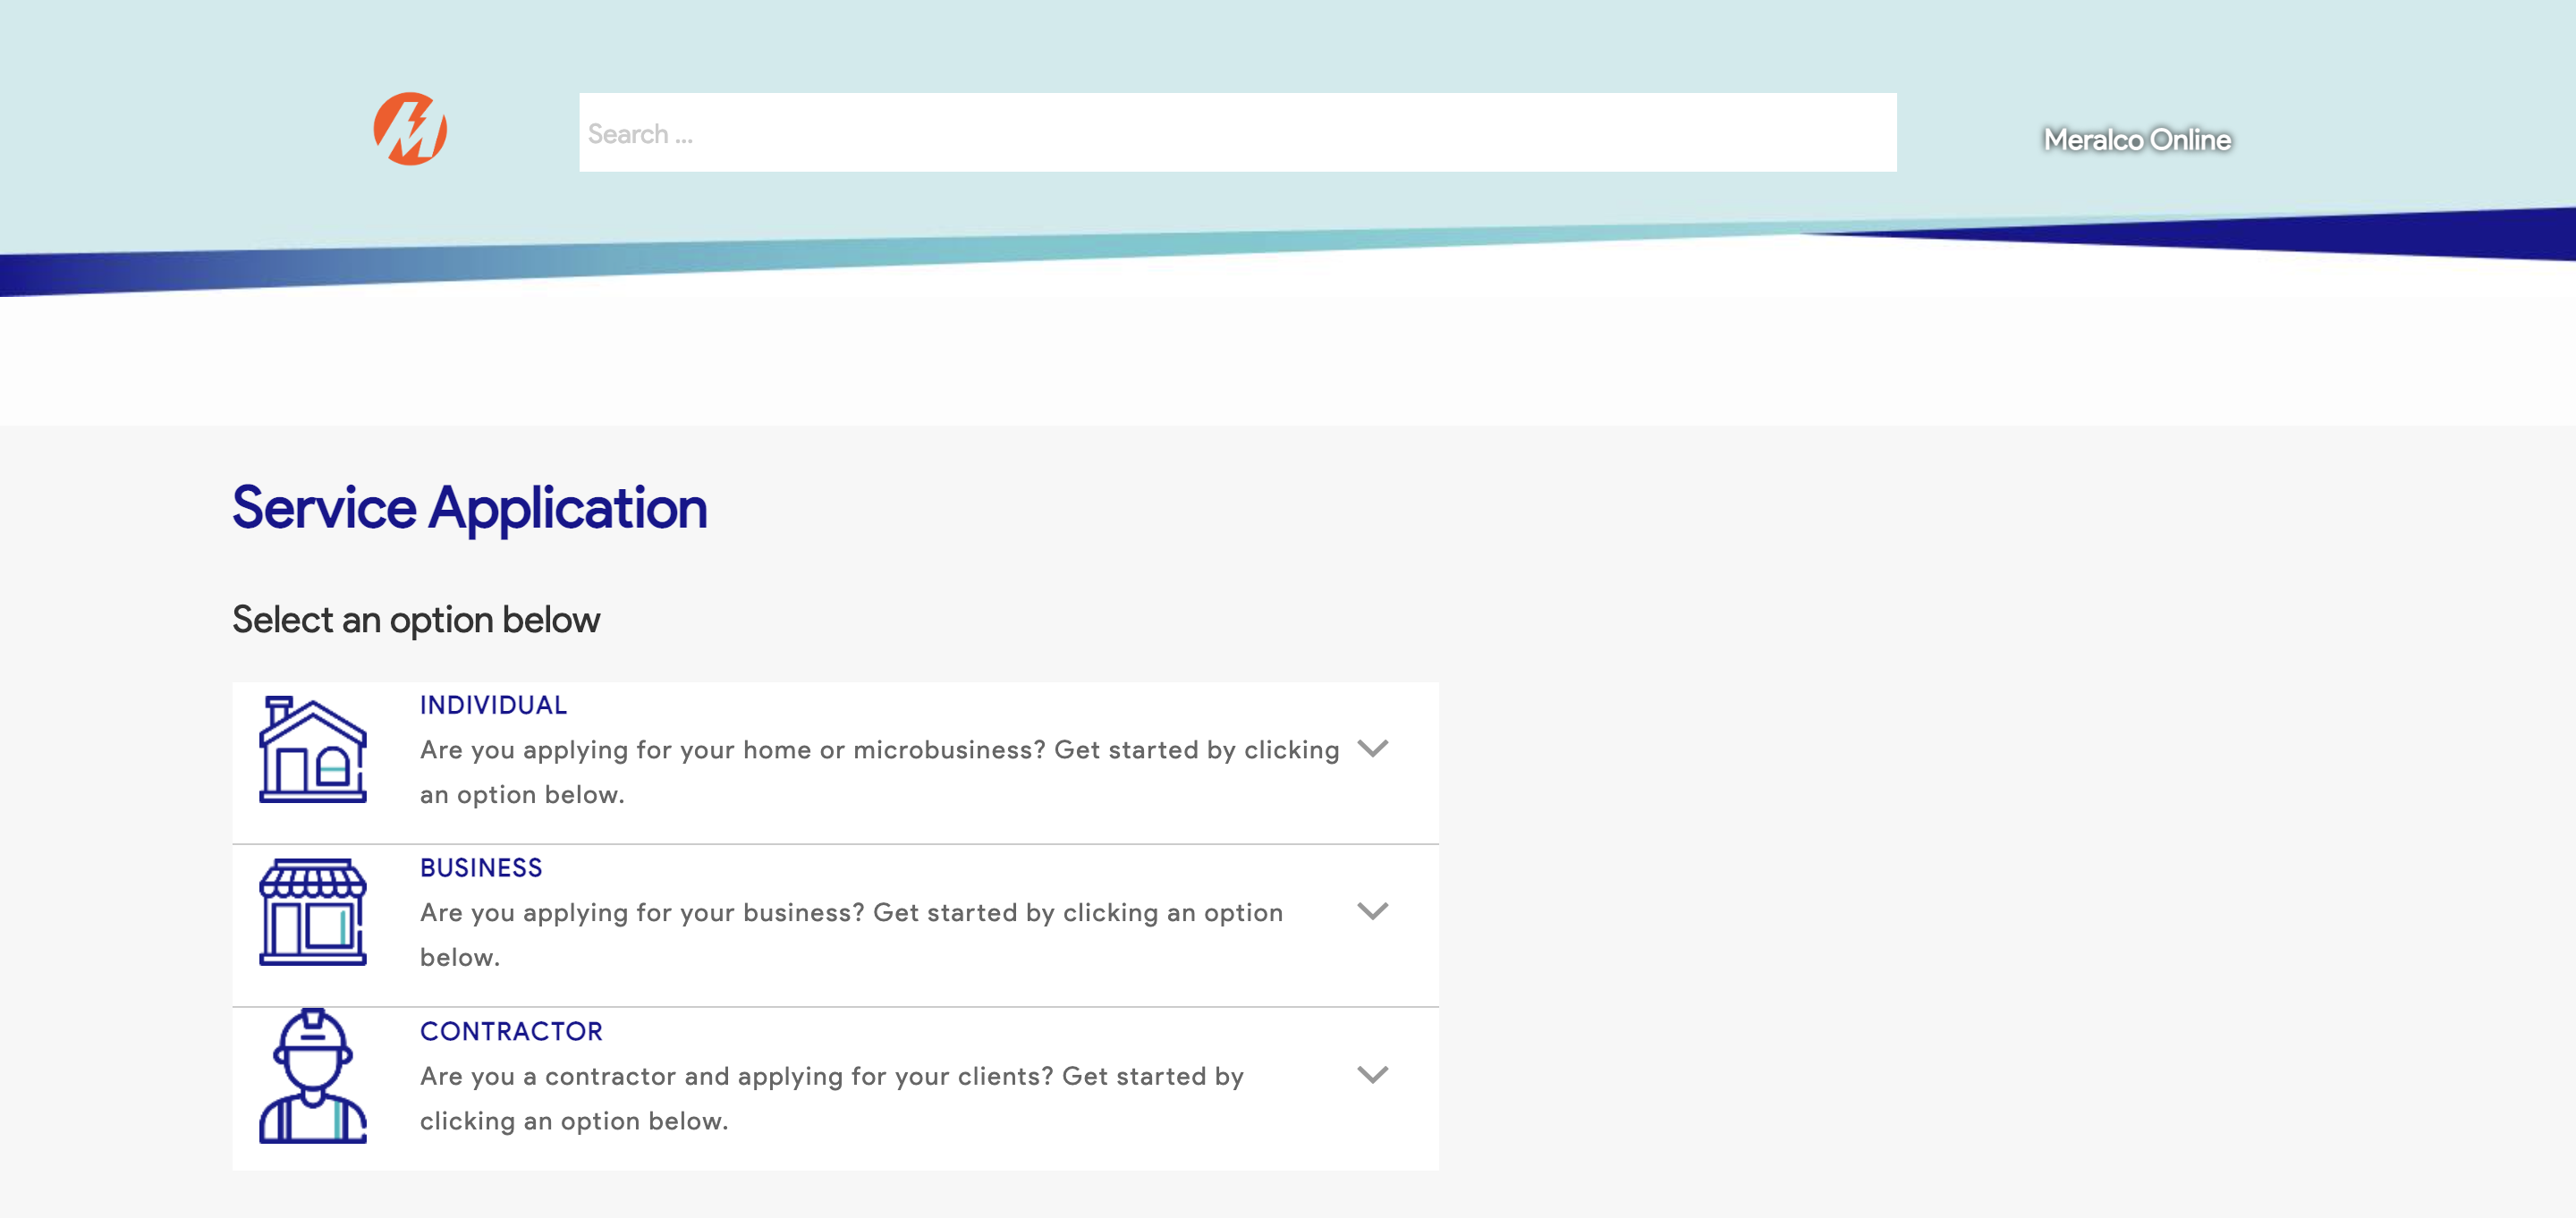 Search ...
Meralco Online
Service Application
Select an option below
INDIVIDUAL
Are you applying for your home or microbusiness? Get started by clicking
an option below.
BUSINESS
Are you applying for your business? Get started by clicking an option
below.
CONTRACTOR
Are you a contractor and applying for your clients? Get started by
clicking an option below.